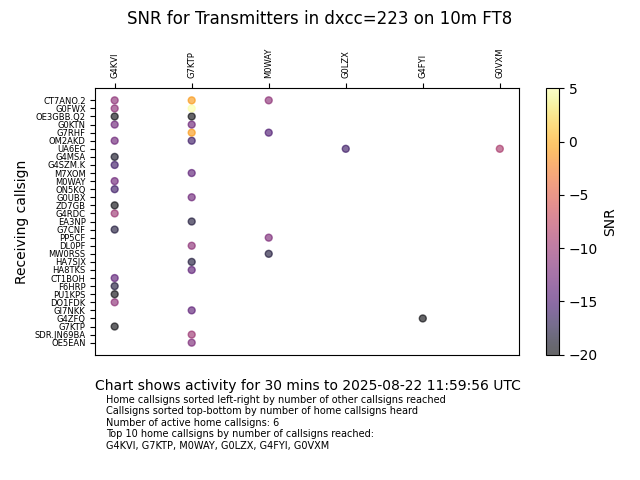 SNR for Transmitters in dxcc=223 on 10m FT8
G4KVI
G7KTP
M0WAY
G0LZX
G4FYI
G0VXM
CT7ANO.2
G0FWX
OE3GBB.Q2
G0KTN
G7RHF
OM2AKD
UA6EC
G4MSA
G4SZM.K
M7XOM
M0WAY
ON5KQ
G0UBX
ZD7GB
G4RDC
EA3NP
G7CNF
PP5CF
DL0PF
MW0RSS
HA7SJX
HA8TKS
CT1BOH
F6HRP
PU1KPS
DO1FDK
GI7NKK
G4ZFQ
G7KTP
SDR.IN69BA
OE5EAN
Receiving callsign
5
0
−5
−10
−15
−20
SNR
Chart shows activity for 30 mins to 2025-08-22 11:59:56 UTC
Home callsigns sorted left-right by number of other callsigns reached
Callsigns sorted top-bottom by number of home callsigns heard
Number of active home callsigns: 6
Top 10 home callsigns by number of callsigns reached:
G4KVI, G7KTP, M0WAY, G0LZX, G4FYI, G0VXM